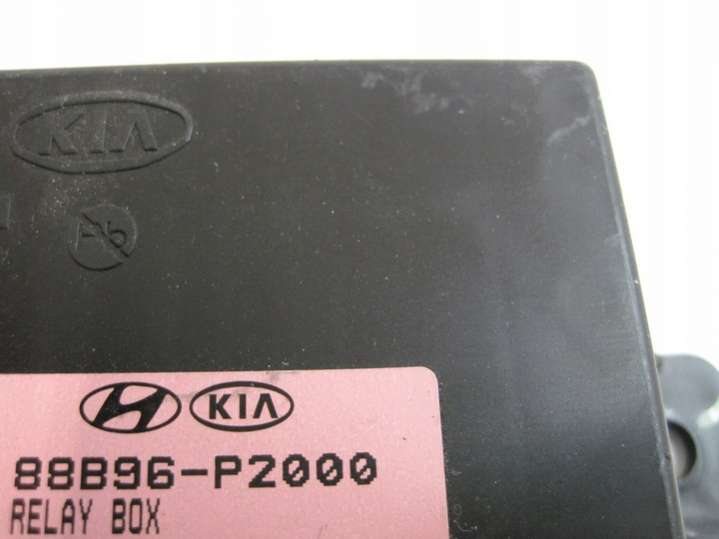 KIA
Pb
KIA
88B96-P2000
RELAY BOX